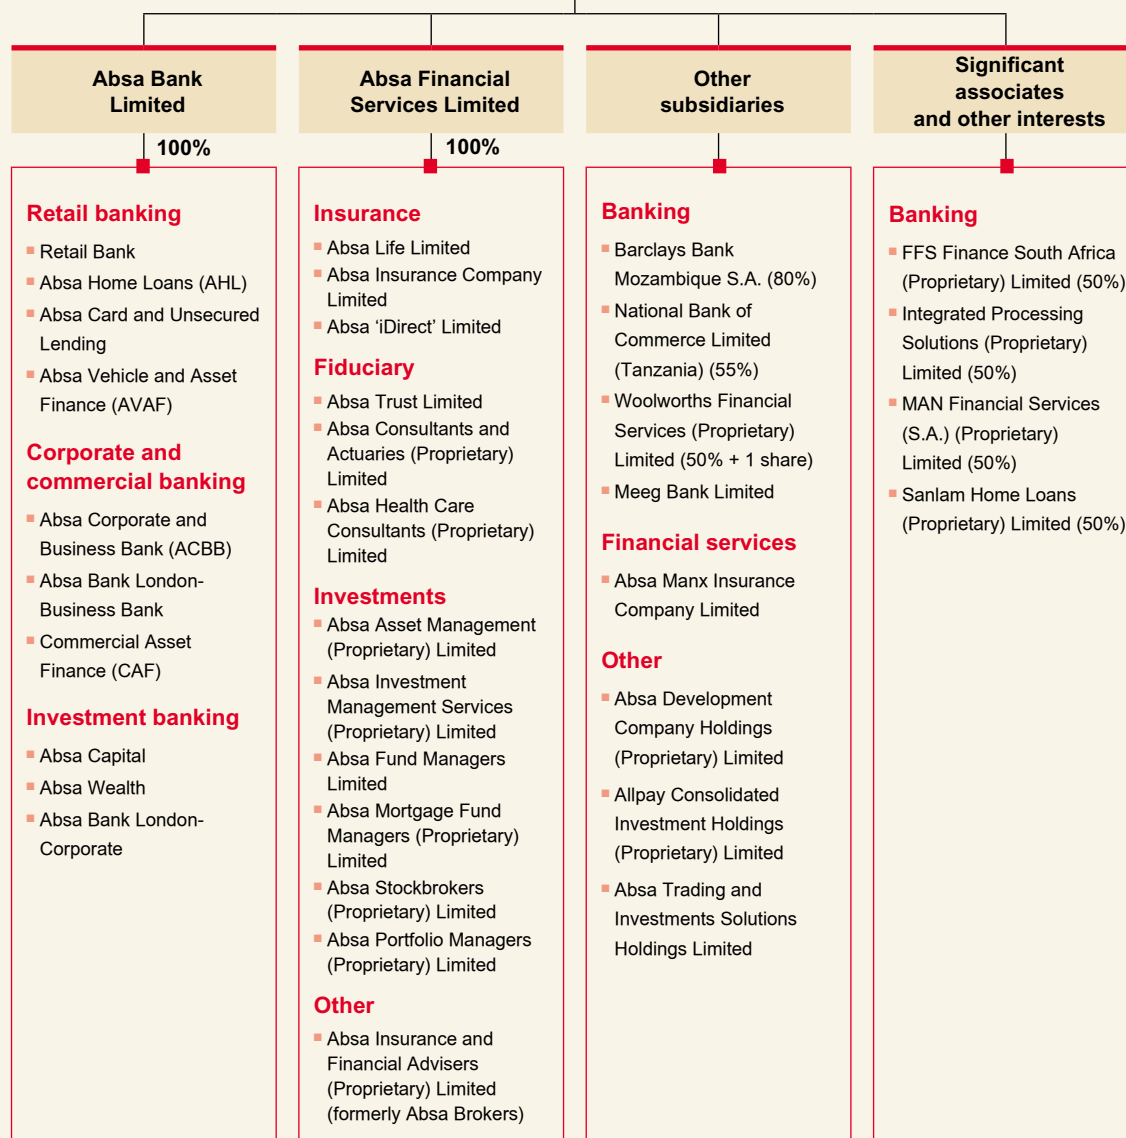 Absa Bank
Limited
100%
Retail banking
Retail Bank
Absa Home Loans (AHL)
Absa Card and Unsecured
Lending
Absa Vehicle and Asset
Finance (AVAF)
Corporate and
commercial banking
Absa Corporate and
Business Bank (ACBB)
Absa Bank London-
Business Bank
Commercial Asset
Finance (CAF)
Investment banking
Absa Capital
Absa Wealth
Absa Bank London-
Corporate
Absa Financial
Services Limited
100%
Insurance
Absa Life Limited
Absa Insurance Company
Limited
Absa ‘iDirect’ Limited
Fiduciary
Absa Trust Limited
Absa Consultants and
Actuaries (Proprietary)
Limited
Absa Health Care
Consultants (Proprietary)
Limited
Investments
Absa Asset Management
(Proprietary) Limited
Absa Investment
Management Services
(Proprietary) Limited
Absa Fund Managers
Limited
Absa Mortgage Fund
Managers (Proprietary)
Limited
Absa Stockbrokers
(Proprietary) Limited
Absa Portfolio Managers
(Proprietary) Limited
Other
Absa Insurance and
Financial Advisers
(Proprietary) Limited
(formerly Absa Brokers)
Other
subsidiaries
Banking
Barclays Bank
Mozambique S.A. (80%)
National Bank of
Commerce Limited
(Tanzania) (55%)
Woolworths Financial
Services (Proprietary)
Limited (50% + 1 share)
Meeg Bank Limited
Financial services
Absa Manx Insurance
Company Limited
Other
Absa Development
Company Holdings
(Proprietary) Limited
Allpay Consolidated
Investment Holdings
(Proprietary) Limited
Absa Trading and
Investments Solutions
Holdings Limited
Significant
associates
and other interests
Banking
FFS Finance South Africa
(Proprietary) Limited (50%)
Integrated Processing
Solutions (Proprietary)
Limited (50%)
MAN Financial Services
(S.A.) (Proprietary)
Limited (50%)
Sanlam Home Loans
(Proprietary) Limited (50%)